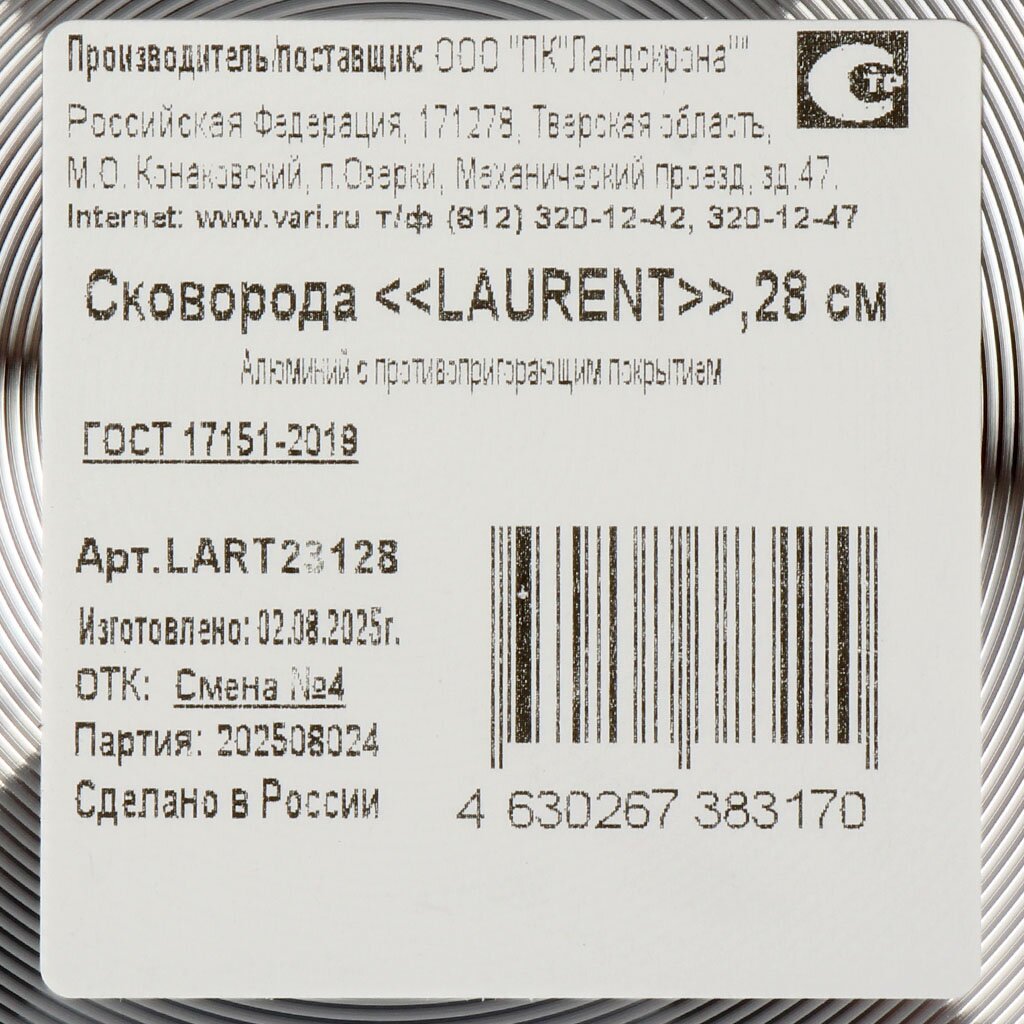 Производитель/поставщик: ООО "ПК"Ландскрона""
Российская Федерация, 171278, Тверская область,
М.О. Конаковский, п.Озерки, Механический проезд, зд.47.
Internet: www.vari.ru т/ф (812) 320-12-42, 320-12-47
Сковорода <<LAURENT>>,28 см
Алюминий с противопригорающим покрытием
ГОСТ 17151-2019
Арт.LART23128
Изготовлено: 02.08.2025г.
ОТК: Смена №4
Партия: 202508024
Сделано в России
4 630267 383170